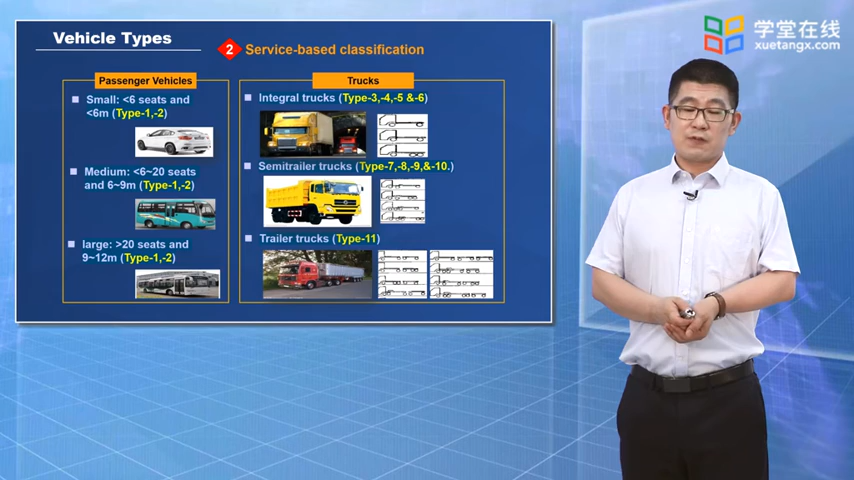 Vehicle Types
2 Service-based classification
Passenger Vehicles
Small: <6 seats and
<6m (Type-1,-2)
Medium: <6~20 seats
and 6~9m (Type-1,-2)
large: >20 seats and
9~12m (Type-1,-2)
Trucks
Integral trucks (Type-3,-4,-5 &-6)
Semitrailer trucks (Type-7,-8,-9,&-10.)
Trailer trucks (Type-11)
学堂在线
xuetangx.com